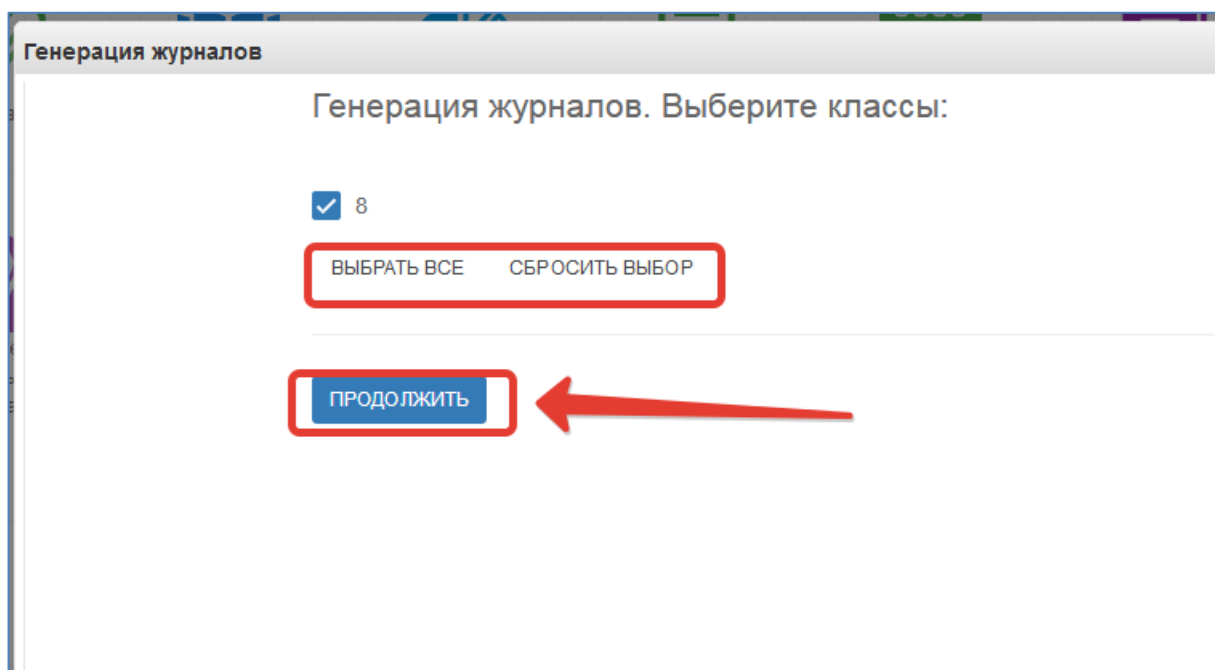 Генерация журналов
Генерация журналов. Выберите классы:
8
ВЫБРАТЬ ВСЕ СБРОСИТЬ ВЫБОР
ПРОДОЛЖИТЬ